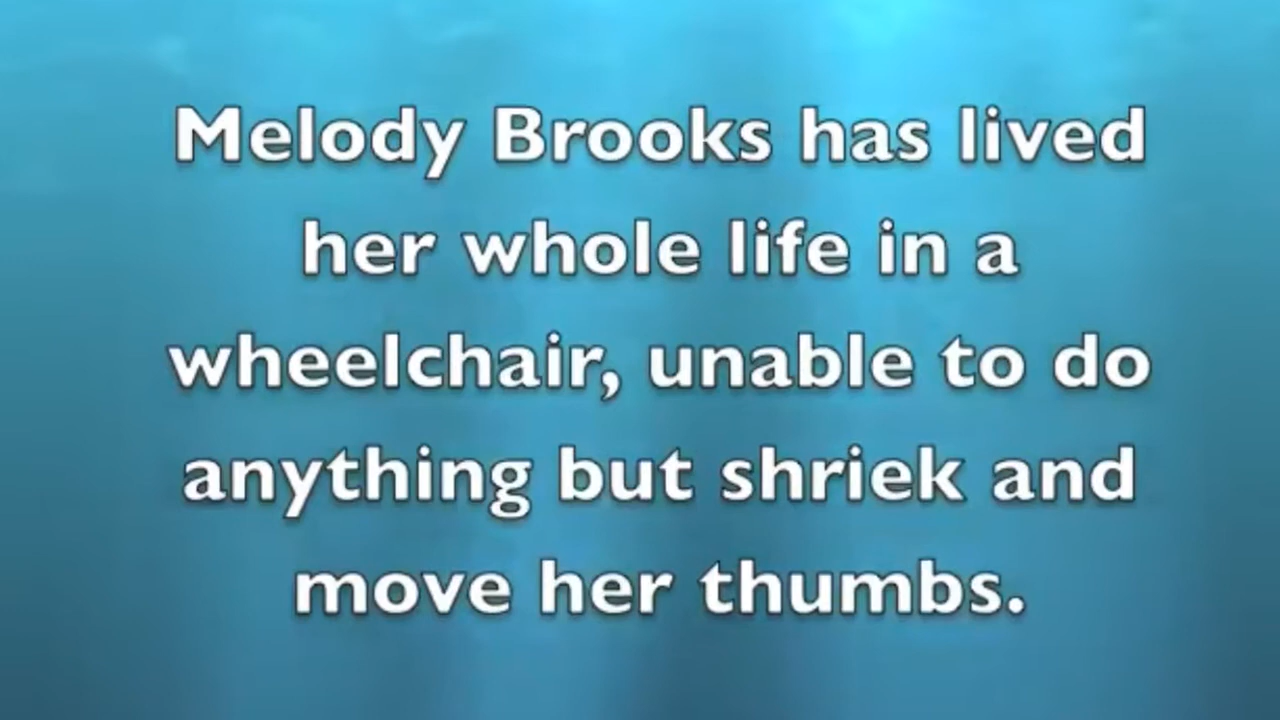 Melody Brooks has lived
her whole life in a
wheelchair, unable to do
anything but shriek and
move her thumbs.